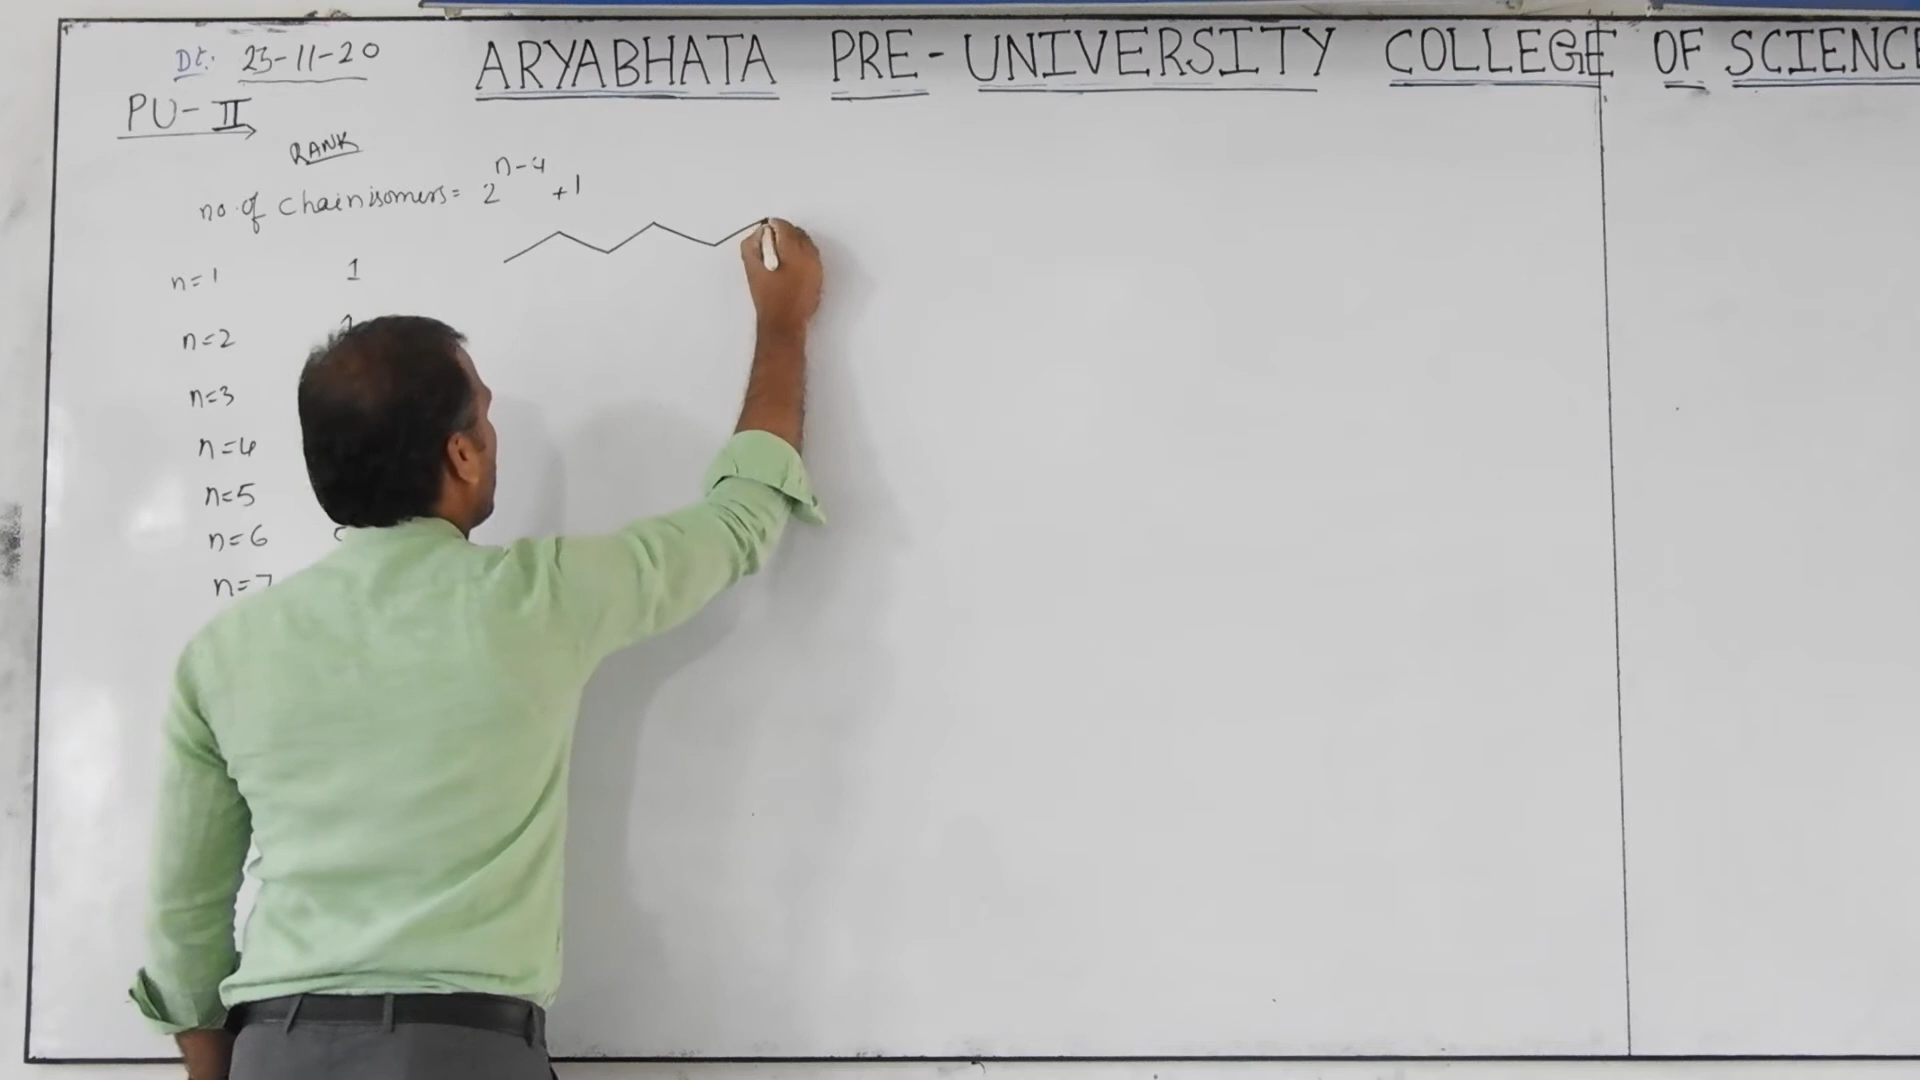 Dt: 23-11-20
ARYABHATA PRE-UNIVERSITY COLLEGE OF SCIENCE
PU-II
RANK
no. of chain isomers = 2^{n-4} + 1
n=1 1
n=2
n=3
n=4
n=5
n=6
n=7